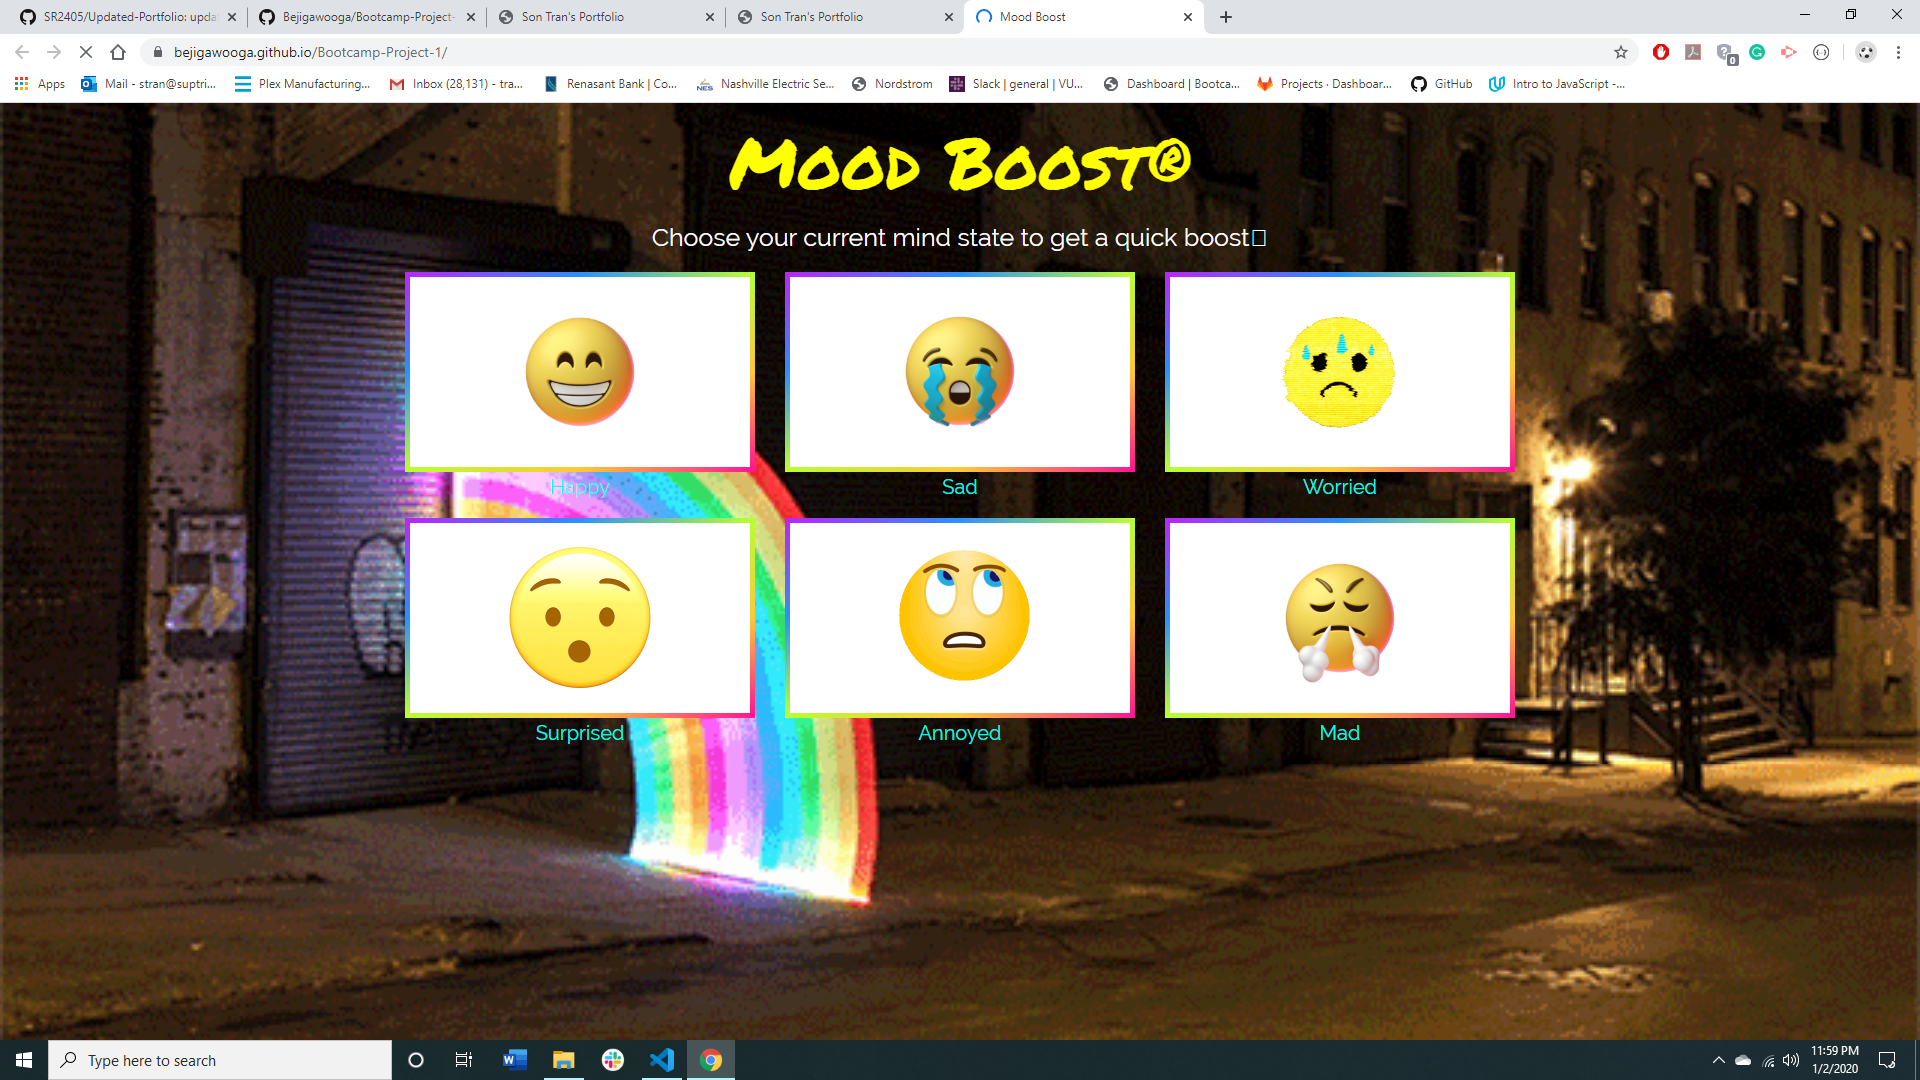 SR2405/Updated-Portfolio: upda
Bejigawooga/Bootcamp-Project-
Son Tran's Portfolio
Son Tran's Portfolio
Mood Boost
bejigawooga.github.io/Bootcamp-Project-1/
0
Apps
Mail - stran@suptri...
Plex Manufacturing...
Inbox (28,131) - tra...
Renasant Bank | Co...
NES
Nashville Electric Se...
Nordstrom
Slack | general | VU...
Dashboard | Bootca...
Projects · Dashboar...
GitHub
Intro to JavaScript -...
Mood Boost®
Choose your current mind state to get a quick boost
Happy
Sad
Worried
Surprised
Annoyed
Mad
Type here to search
11:59 PM
1/2/2020